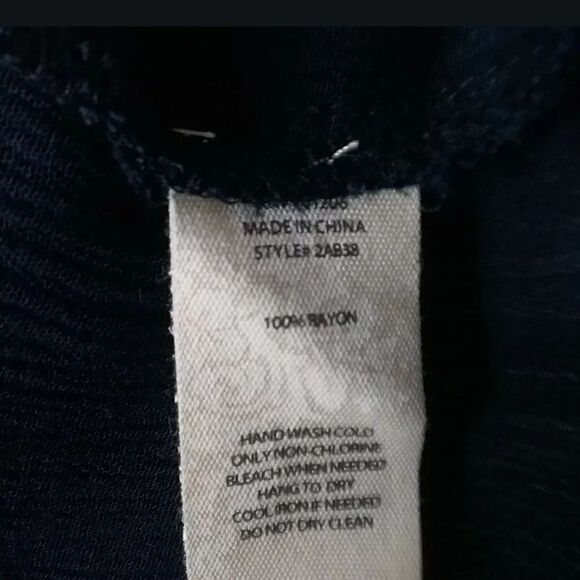 MADE IN CHINA
STYLE# 2AB38
100% RAYON
HAND WASH COLD
ONLY NON-CHLORINE
BLEACH WHEN NEEDED
HANG TO DRY
COOL IRON IF NEEDED
DO NOT DRY CLEAN